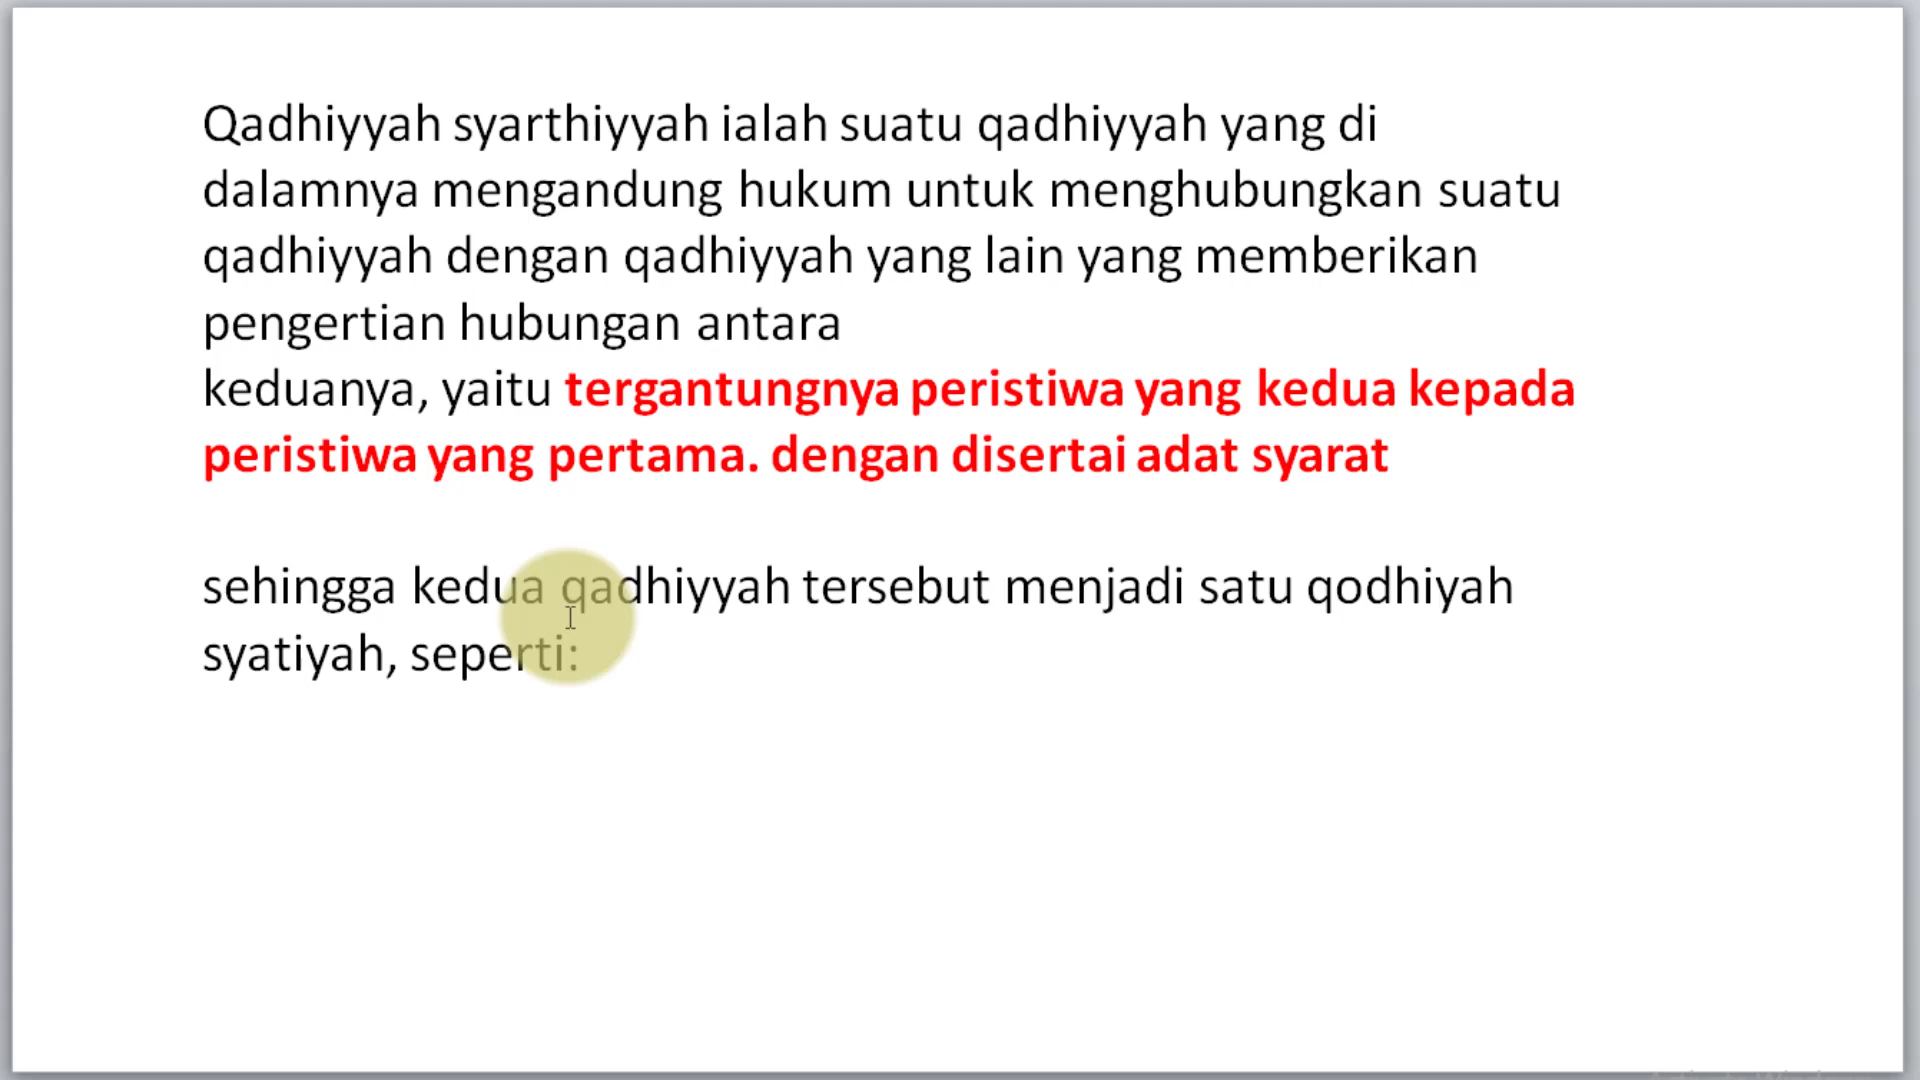 Qadhiyyah syarthiyyah ialah suatu qadhiyyah yang di
dalamnya mengandung hukum untuk menghubungkan suatu
qadhiyyah dengan qadhiyyah yang lain yang memberikan
pengertian hubungan antara
keduanya, yaitu tergantungnya peristiwa yang kedua kepada
peristiwa yang pertama. dengan disertai adat syarat
sehingga kedua qadhiyyah tersebut menjadi satu qodhiyah
syatiyah, seperti: